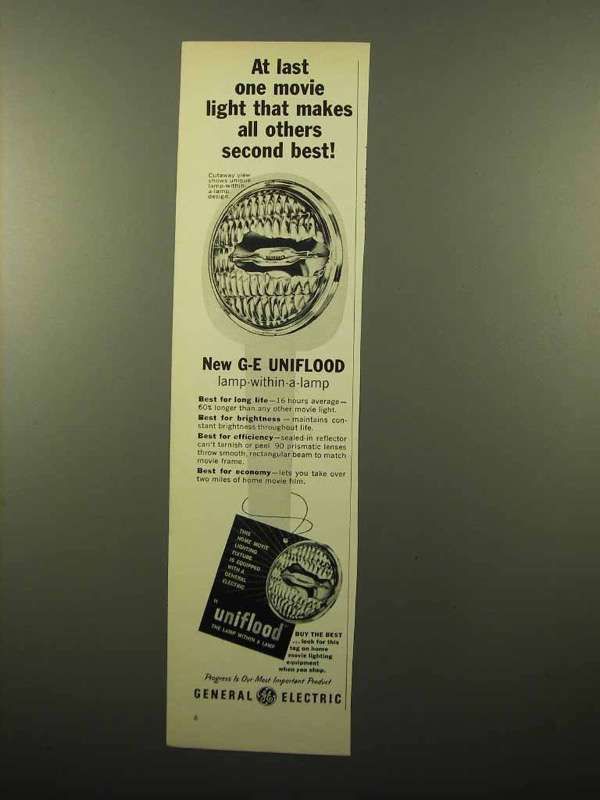 At last
one movie
light that makes
all others
second best!
Cutaway view
shows unique
lamp-within-
a-lamp
design.
New G-E UNIFLOOD
lamp-within-a-lamp
Best for long life—16 hours average—
60% longer than any other movie light.
Best for brightness — maintains con-
stant brightness throughout life.
Best for efficiency—sealed-in reflector
can't tarnish or peel. 90 prismatic lenses
throw smooth, rectangular beam to match
movie frame.
Best for economy—lets you take over
two miles of home movie film.
THIS
HOME MOVIE
LIGHTING
FIXTURE
IS EQUIPPED
WITH A
GENERAL
ELECTRIC
uniflood
THE LAMP WITHIN A LAMP
BUY THE BEST
...look for this
tag on home
movie lighting
equipment
when you shop.
Progress Is Our Most Important Product
GENERAL GE ELECTRIC